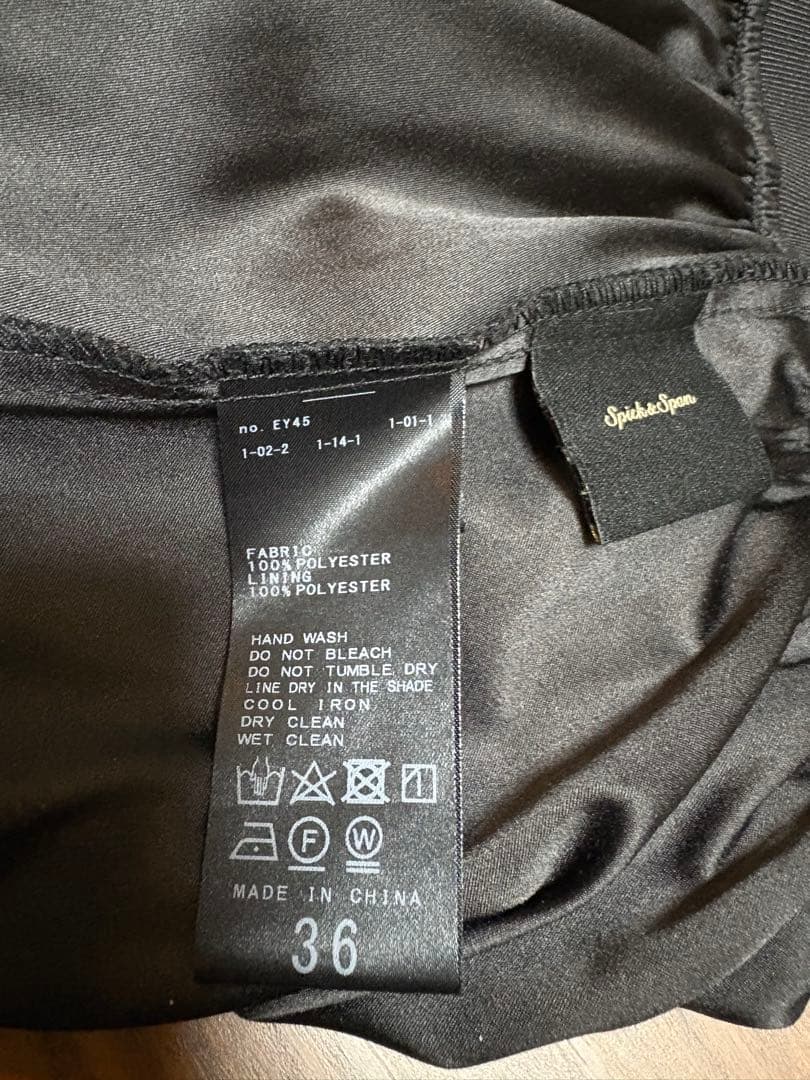 no. EY45
1-01-1
1-02-2 1-14-1
Spick&Span
FABRIC
100%POLYESTER
LINING
100%POLYESTER
HAND WASH
DO NOT BLEACH
DO NOT TUMBLE DRY
LINE DRY IN THE SHADE
COOL IRON
DRY CLEAN
WET CLEAN
F W
MADE IN CHINA
36